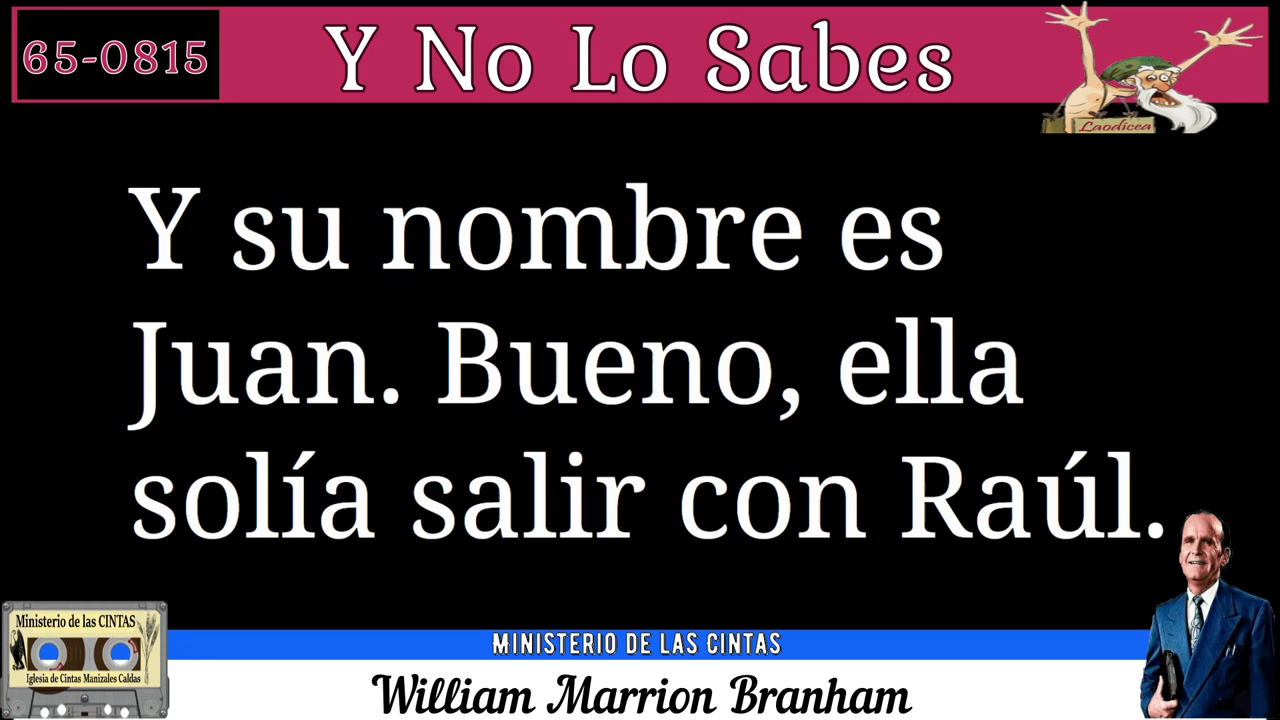 65-0815
Y No Lo Sabes
Laodicea
Y su nombre es
Juan. Bueno, ella
solía salir con Raúl.
Ministerio de las CINTAS
Iglesia de Cintas Manizales Caldas
MINISTERIO DE LAS CINTAS
William Marrion Branham